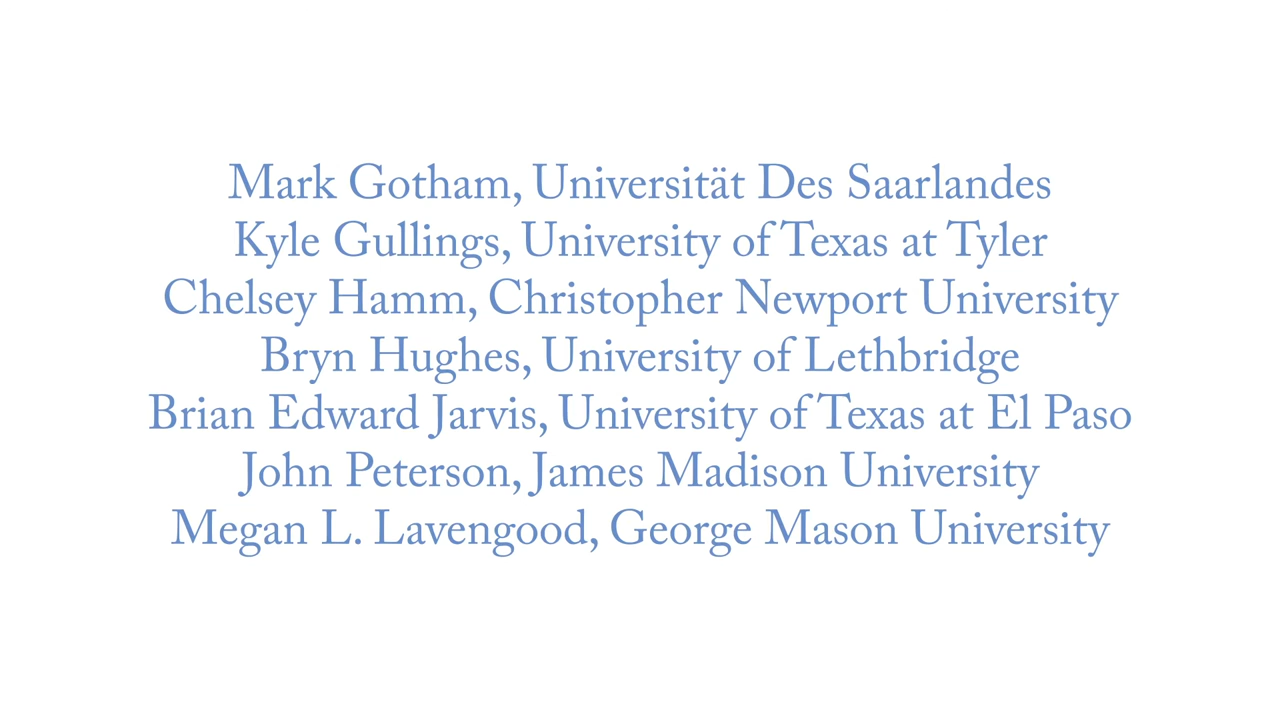 Mark Gotham, Universität Des Saarlandes
Kyle Gullings, University of Texas at Tyler
Chelsey Hamm, Christopher Newport University
Bryn Hughes, University of Lethbridge
Brian Edward Jarvis, University of Texas at El Paso
John Peterson, James Madison University
Megan L. Lavengood, George Mason University